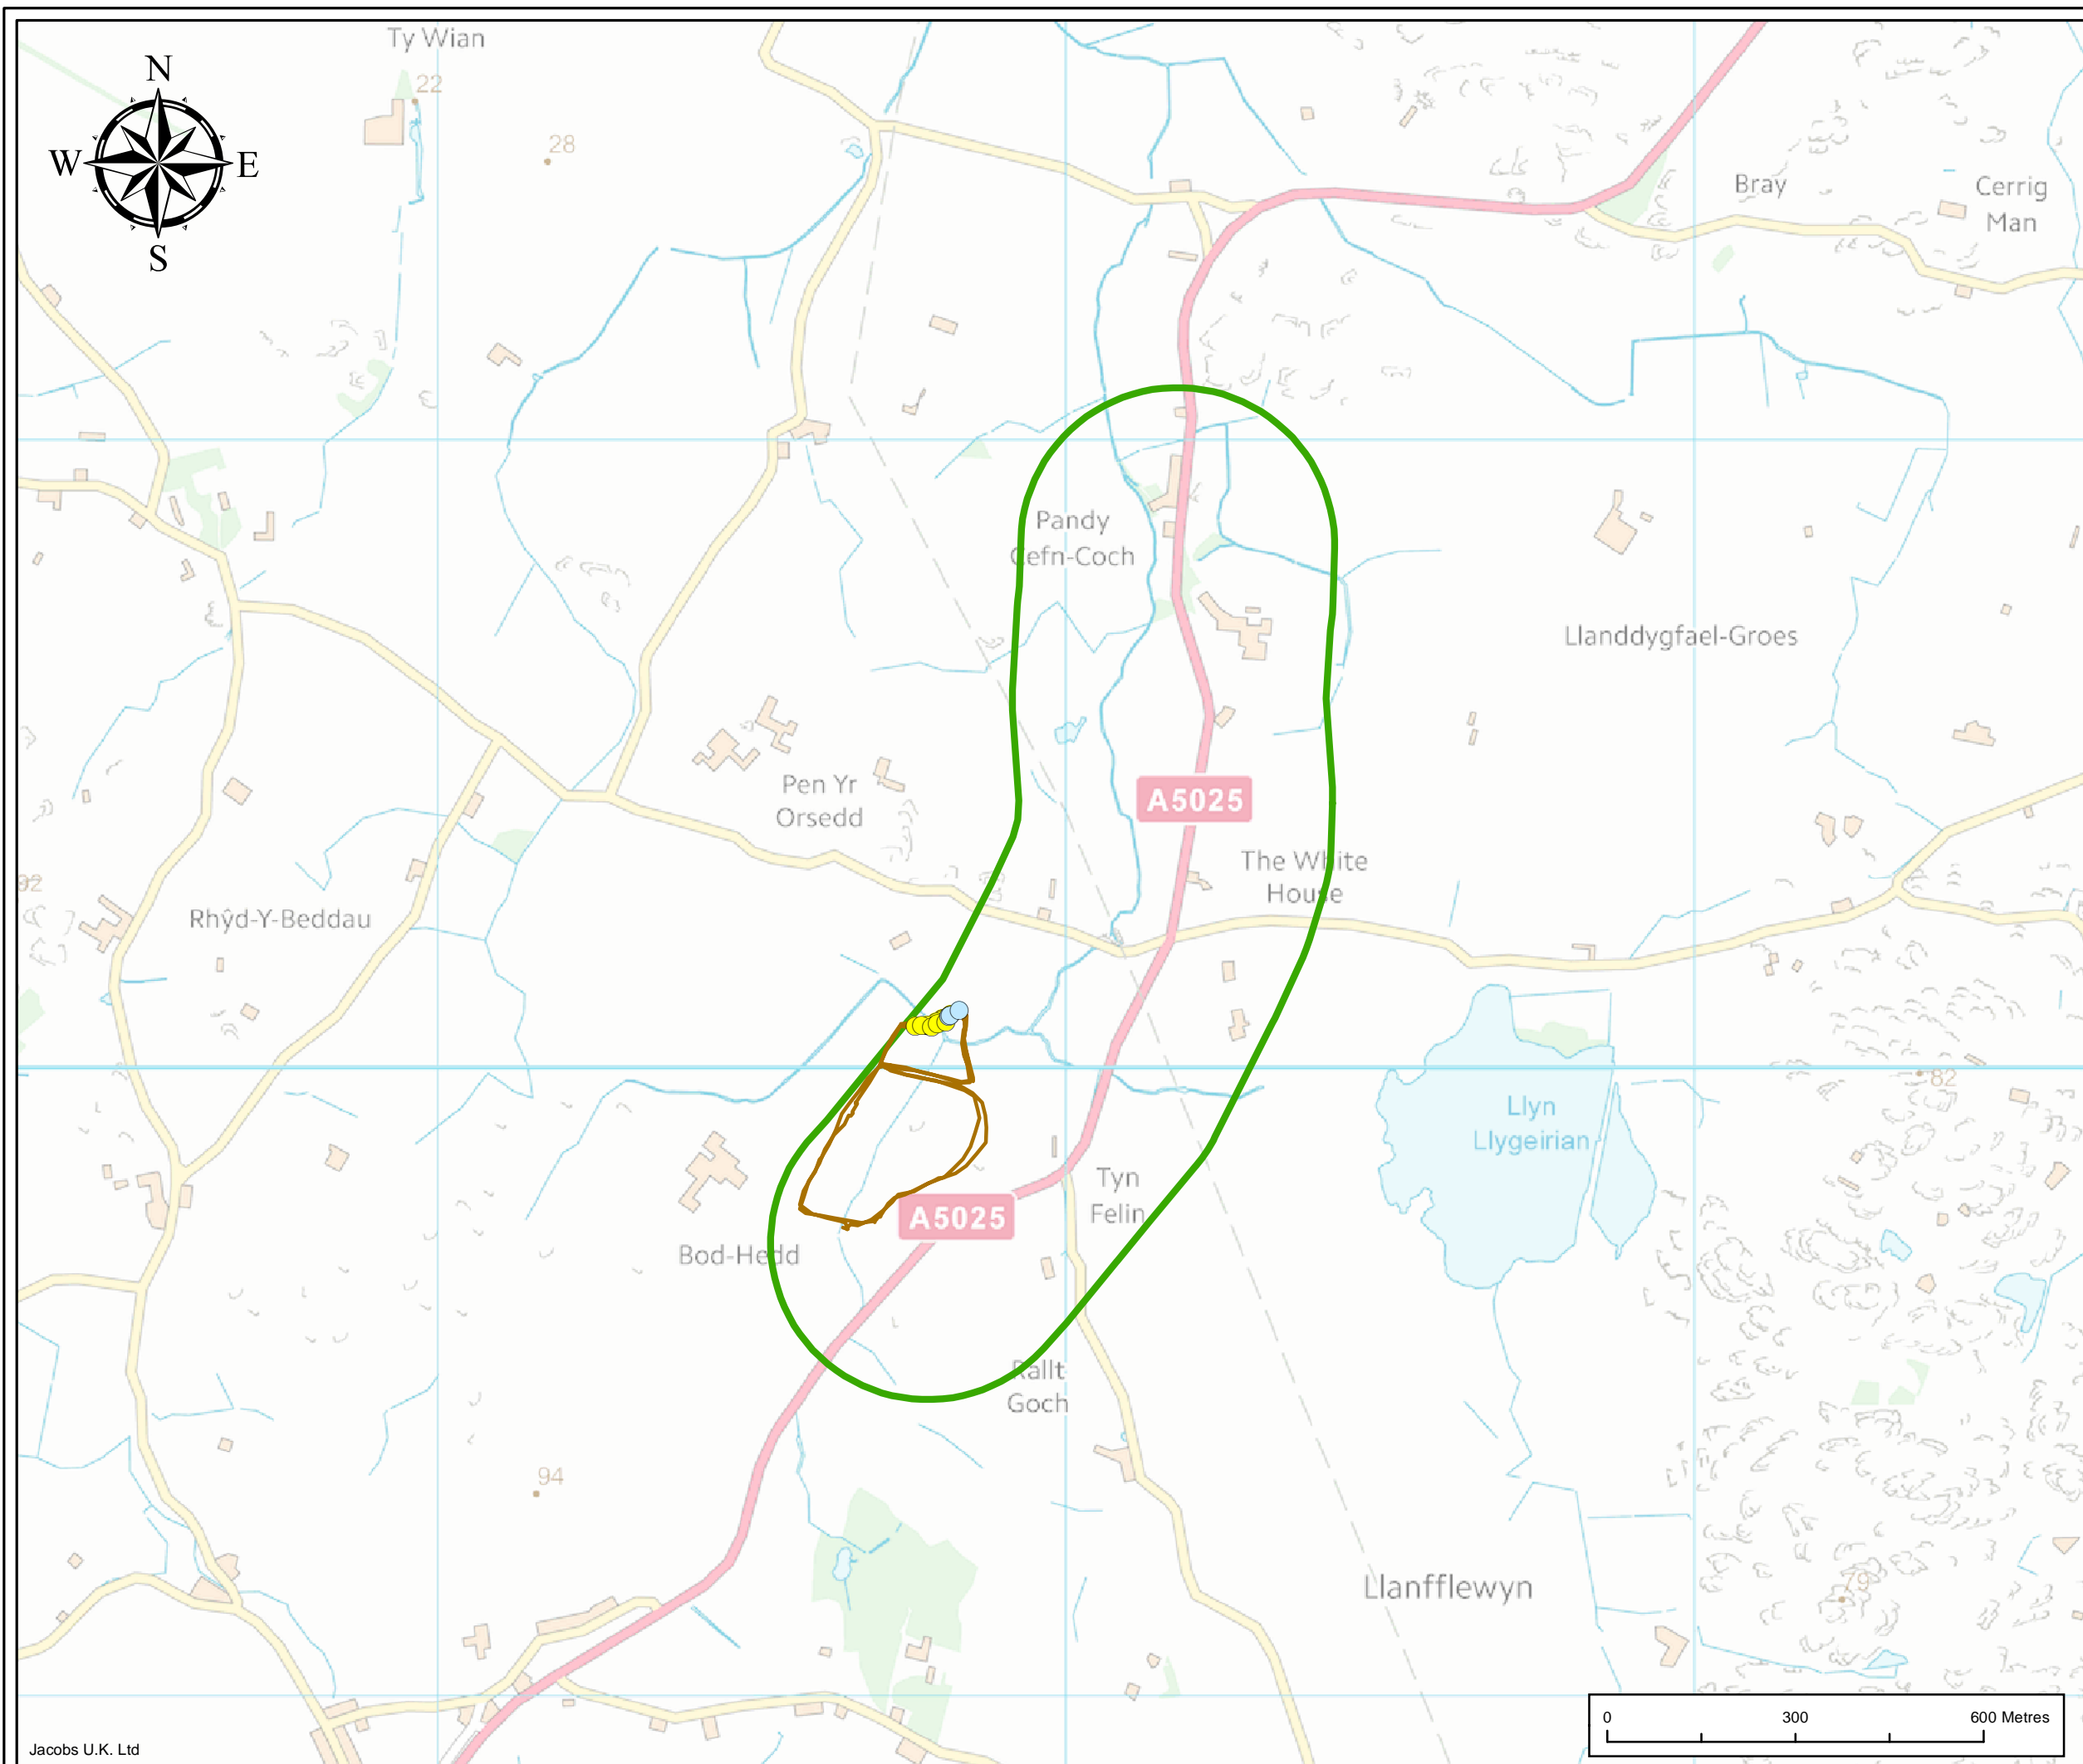 Ty Wian
N
22
28
W
E
Bray
Cerrig
Man
S
Pandy
Cefn-Coch
Llanddygfael-Groes
Pen Yr
Orsedd
A5025
The White
House
92
Rhŷd-Y-Beddau
82
Llyn
Llygeirian
Tyn
Felin
A5025
Bod-Hedd
Rallt
Goch
94
Llanfflewyn
79
0 300 600 Metres
Jacobs U.K. Ltd